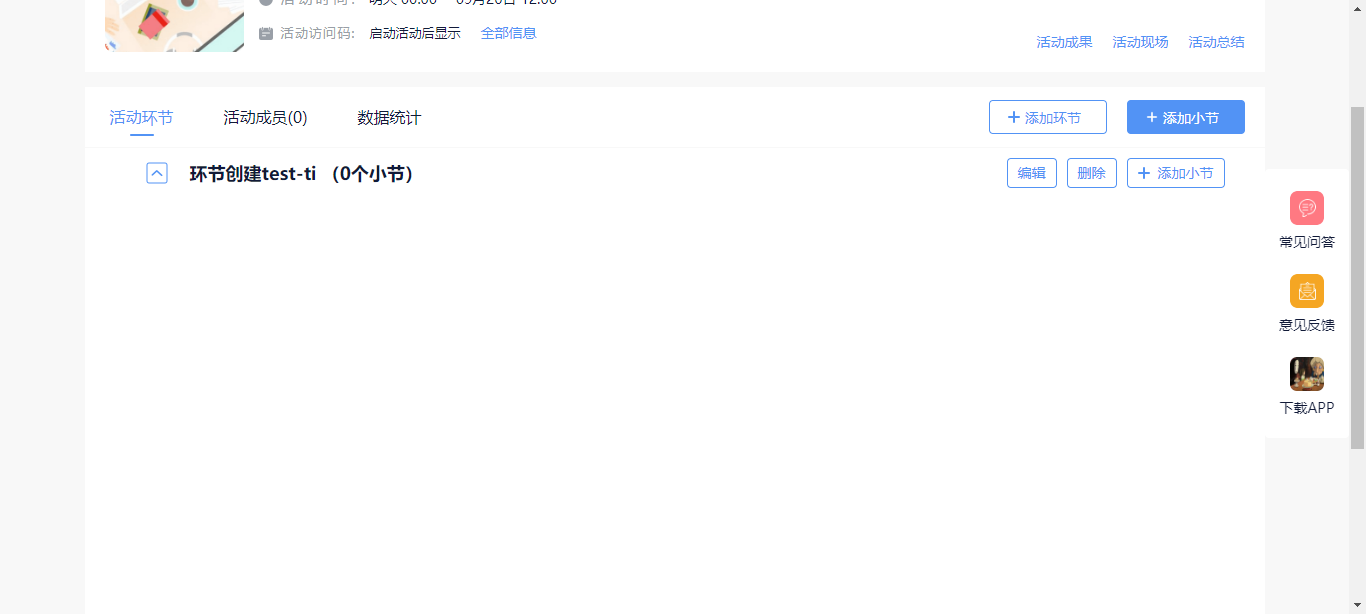 活动访问码: 启动活动后显示 全部信息
活动成果 活动现场 活动总结
活动环节 活动成员(0) 数据统计 + 添加环节 + 添加小节
环节创建test-ti （0个小节） 编辑 删除 + 添加小节
常见问答
意见反馈
下载APP